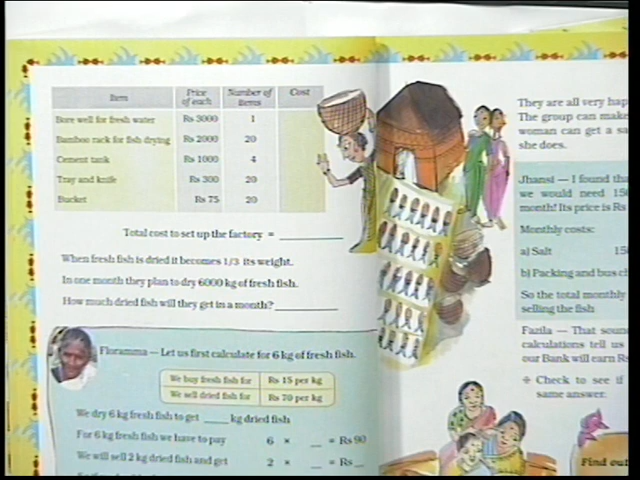 Item Price of each Number of items Cost
Bore well for fresh water Rs 3000 1
Bamboo rack for fish drying Rs 2000 20
Cement tank Rs 1000 4
Tray and knife Rs 300 20
Bucket Rs 75 20
Total cost to set up the factory = ________
When fresh fish is dried it becomes 1/3 its weight.
In one month they plan to dry 6000 kg of fresh fish.
How much dried fish will they get in a month? ________
Floramma — Let us first calculate for 6 kg of fresh fish.
We buy fresh fish for Rs 15 per kg
We sell dried fish for Rs 70 per kg
We dry 6 kg fresh fish to get ____ kg dried fish
For 6 kg fresh fish we have to pay 6 × __ = Rs 90
We will sell 2 kg dried fish and get 2 × __ = Rs __
They are all very
The group can make
woman can get a
she does.
Jhansi — I found
we would need
month! Its price is Rs
Monthly costs:
a) Salt
b) Packing and bus
So the total monthly
selling the fish
Fazila — That
calculations tell us
our Bank will earn
Check to see if
same answer.
Find out